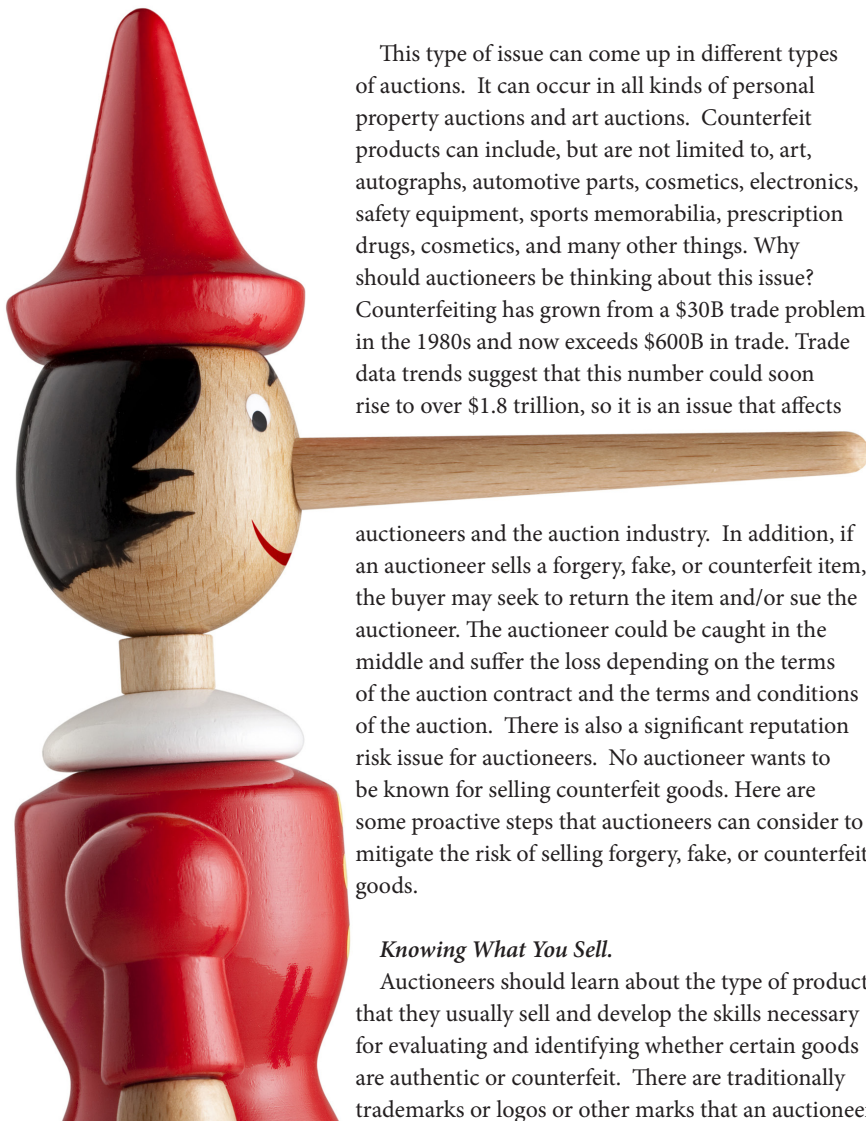 This type of issue can come up in different types
of auctions.  It can occur in all kinds of personal
property auctions and art auctions.  Counterfeit
products can include, but are not limited to, art,
autographs, automotive parts, cosmetics, electronics,
safety equipment, sports memorabilia, prescription
drugs, cosmetics, and many other things. Why
should auctioneers be thinking about this issue?
Counterfeiting has grown from a $30B trade problem
in the 1980s and now exceeds $600B in trade. Trade
data trends suggest that this number could soon
rise to over $1.8 trillion, so it is an issue that affects
auctioneers and the auction industry.  In addition, if
an auctioneer sells a forgery, fake, or counterfeit item,
the buyer may seek to return the item and/or sue the
auctioneer. The auctioneer could be caught in the
middle and suffer the loss depending on the terms
of the auction contract and the terms and conditions
of the auction.  There is also a significant reputation
risk issue for auctioneers.  No auctioneer wants to
be known for selling counterfeit goods. Here are
some proactive steps that auctioneers can consider to
mitigate the risk of selling forgery, fake, or counterfeit
goods.
Knowing What You Sell.
Auctioneers should learn about the type of product
that they usually sell and develop the skills necessary
for evaluating and identifying whether certain goods
are authentic or counterfeit.  There are traditionally
trademarks or logos or other marks that an auctioneer